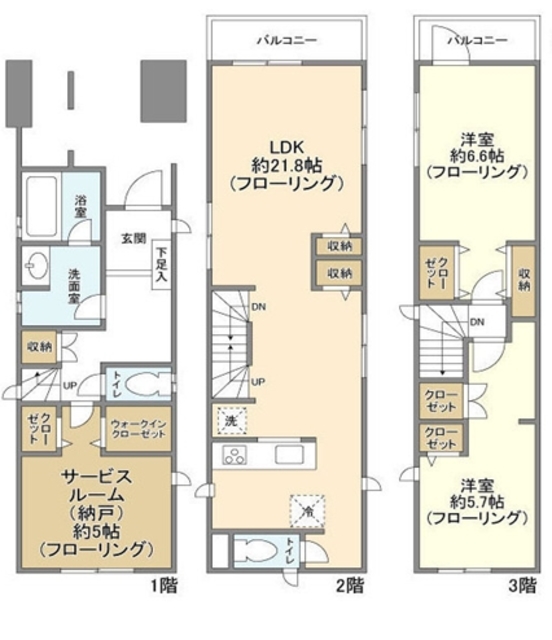 浴室
玄関
下足入
洗面室
収納
UP
トイレ
クローゼット
ウォークイン
クローゼット
サービス
ルーム
（納戸）
約5帖
（フローリング）
1階
バルコニー
LDK
約21.8帖
（フローリング）
収納
収納
DN
UP
洗
冷
トイレ
2階
バルコニー
洋室
約6.6帖
（フローリング）
クローゼット
収納
DN
クロー
ゼット
クロー
ゼット
洋室
約5.7帖
（フローリング）
3階